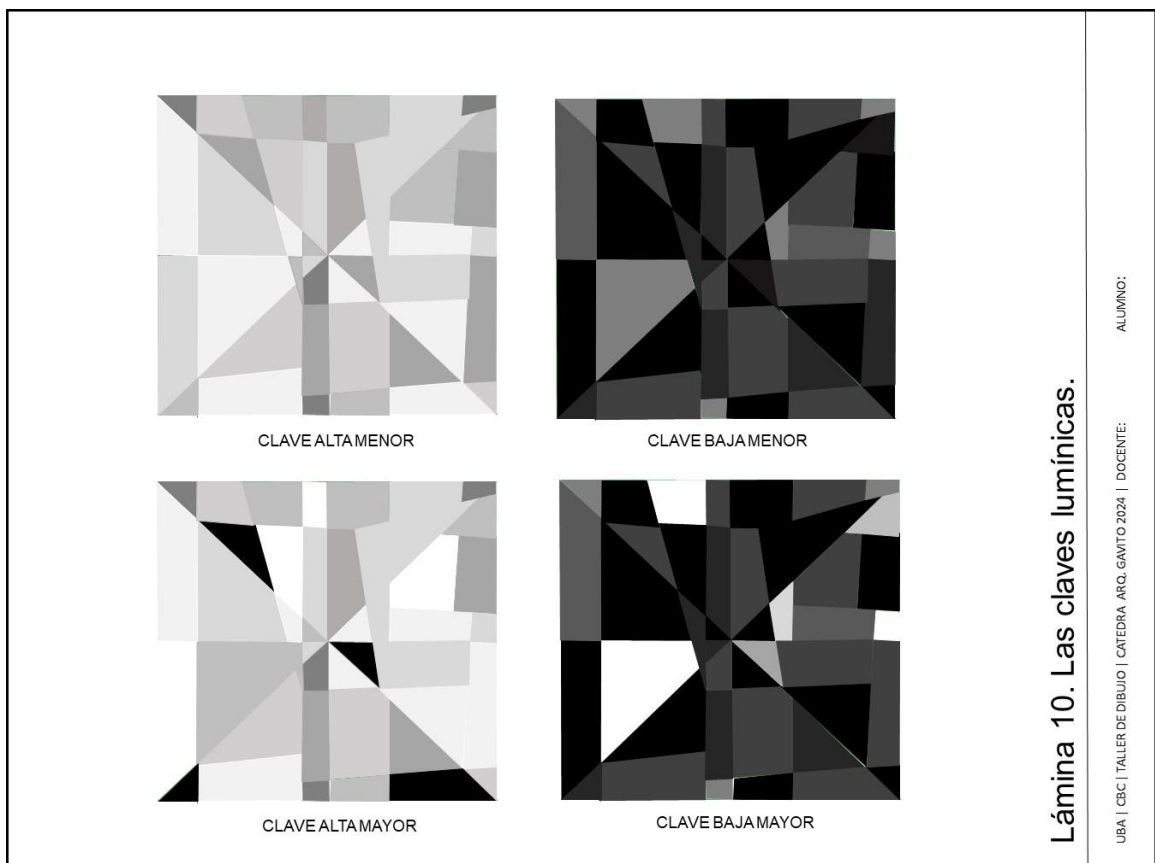 CLAVE ALTA MENOR
CLAVE BAJA MENOR
CLAVE ALTA MAYOR
CLAVE BAJA MAYOR
Lámina 10. Las claves lumínicas.
UBA | CBC | TALLER DE DIBUJO | CATEDRA ARQ. GAVITO 2024 | DOCENTE: ALUMNO: